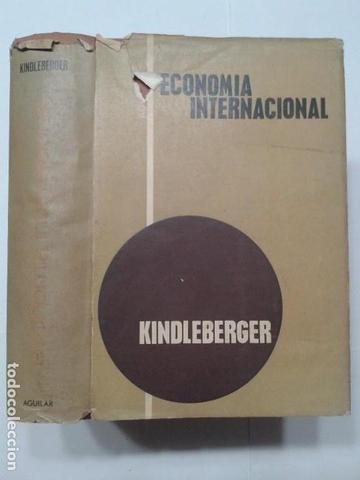 KINDLEBERGER
AGUILAR
ECONOMIA
INTERNACIONAL
KINDLEBERGER
todocoleccion